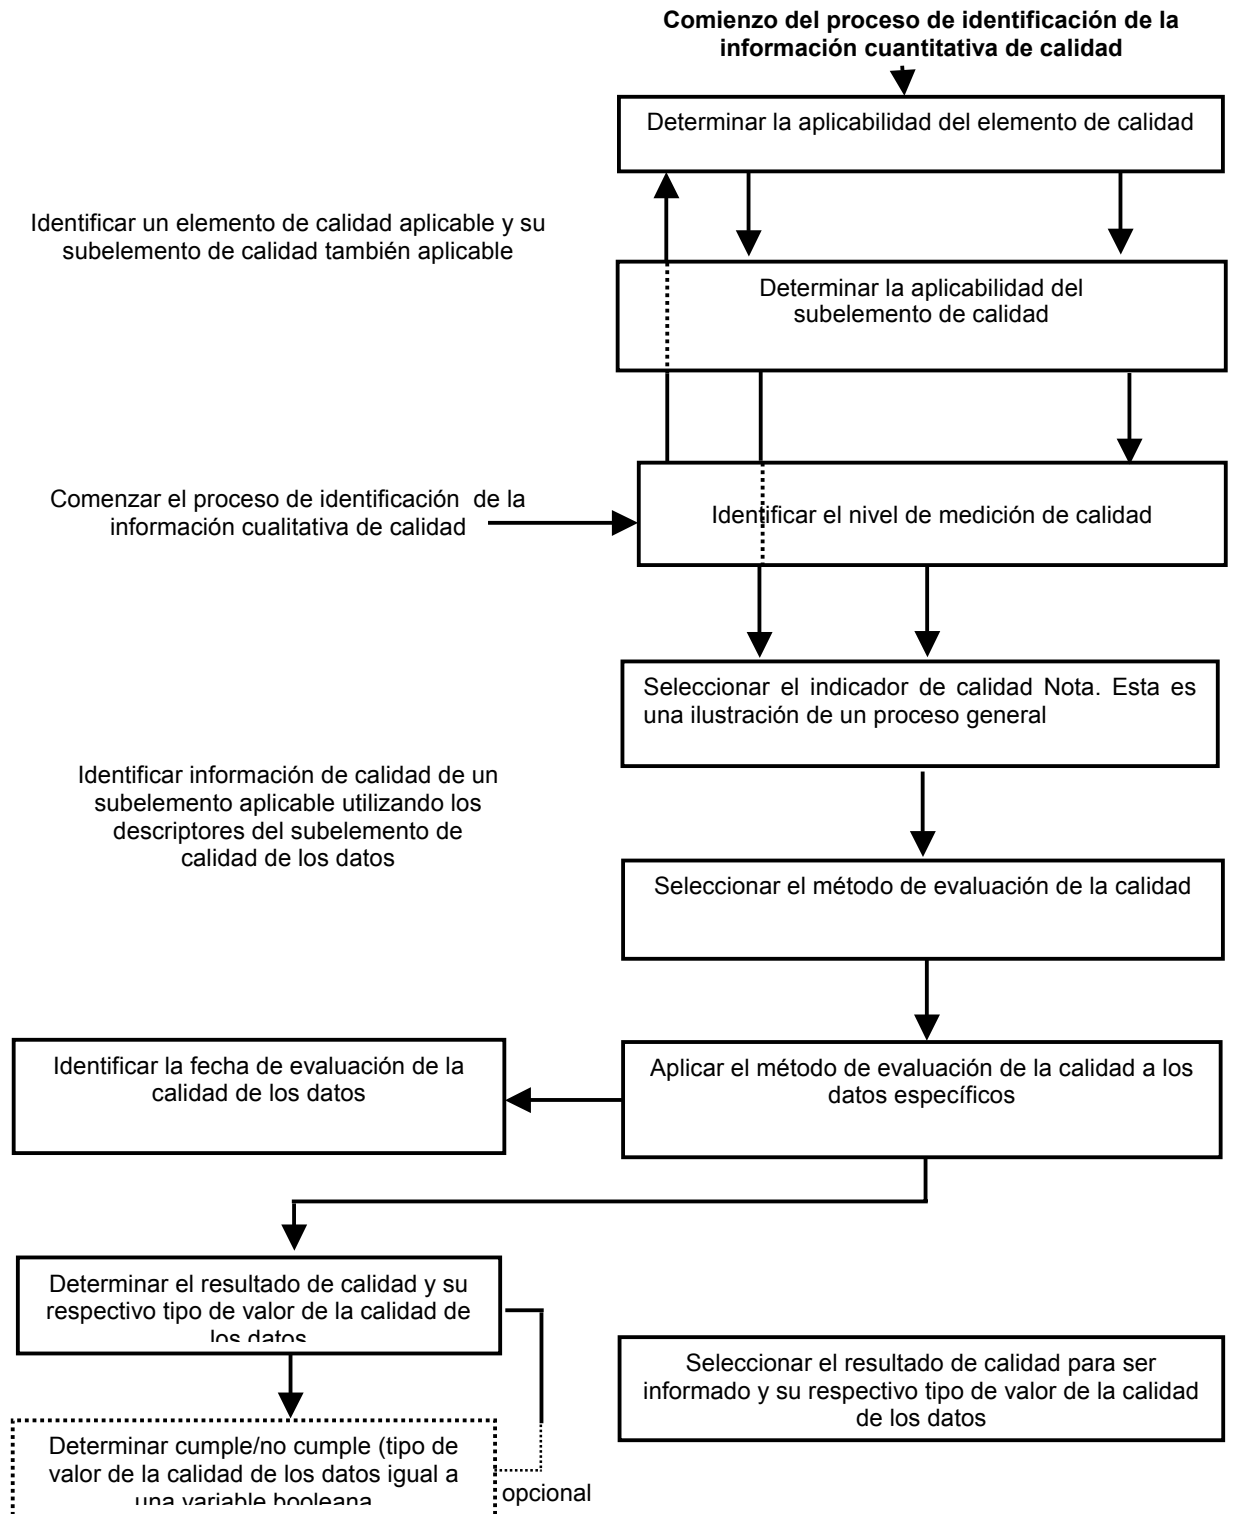 Comienzo del proceso de identificación de la
información cuantitativa de calidad
Determinar la aplicabilidad del elemento de calidad
Identificar un elemento de calidad aplicable y su
subelemento de calidad también aplicable
Determinar la aplicabilidad del
subelemento de calidad
Comenzar el proceso de identificación de la
información cualitativa de calidad
Identificar el nivel de medición de calidad
Seleccionar el indicador de calidad Nota. Esta es
una ilustración de un proceso general
Identificar información de calidad de un
subelemento aplicable utilizando los
descriptores del subelemento de
calidad de los datos
Seleccionar el método de evaluación de la calidad
Identificar la fecha de evaluación de la
calidad de los datos
Aplicar el método de evaluación de la calidad a los
datos específicos
Determinar el resultado de calidad y su
respectivo tipo de valor de la calidad de
los datos
Seleccionar el resultado de calidad para ser
informado y su respectivo tipo de valor de la calidad
de los datos
Determinar cumple/no cumple (tipo de
valor de la calidad de los datos igual a
una variable booleana
opcional